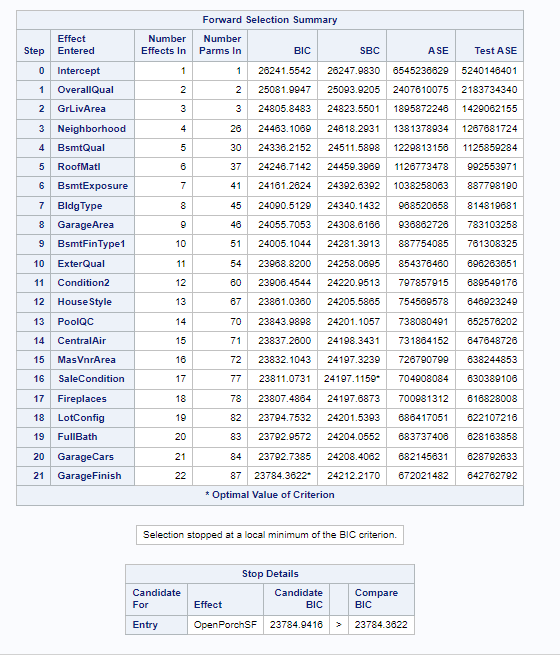 Forward Selection Summary
Step Effect Entered Number Effects In Number Parms In BIC SBC ASE Test ASE
0 Intercept 1 1 26241.5542 26247.9830 6545236629 5240146401
1 OverallQual 2 2 25081.9947 25093.9205 2407610075 2183734340
2 GrLivArea 3 3 24805.8483 24823.5501 1895872246 1429062155
3 Neighborhood 4 26 24463.1069 24618.2931 1381378934 1267681724
4 BsmtQual 5 30 24336.2152 24511.5898 1229813156 1125859284
5 RoofMatl 6 37 24246.7142 24459.3969 1126773478 992553971
6 BsmtExposure 7 41 24161.2624 24392.6392 1038258063 887798190
7 BldgType 8 45 24090.5129 24340.1432 968520658 814819681
8 GarageArea 9 46 24055.7053 24308.6166 936862726 783103258
9 BsmtFinType1 10 51 24005.1044 24281.3913 887754085 761308325
10 ExterQual 11 54 23968.8200 24258.0695 854376460 696263651
11 Condition2 12 60 23906.4544 24220.9513 797857915 689549176
12 HouseStyle 13 67 23861.0360 24205.5865 754569578 646923249
13 PoolQC 14 70 23843.9898 24201.1057 738080491 652576202
14 CentralAir 15 71 23837.2600 24198.3431 731864152 647648726
15 MasVnrArea 16 72 23832.1043 24197.3239 726790799 638244853
16 SaleCondition 17 77 23811.0731 24197.1159* 704908084 630389106
17 Fireplaces 18 78 23807.4864 24197.6873 700981312 616828008
18 LotConfig 19 82 23794.7532 24201.5393 686417051 622107216
19 FullBath 20 83 23792.9572 24204.0552 683737406 628163858
20 GarageCars 21 84 23792.7385 24208.4062 682145631 628792633
21 GarageFinish 22 87 23784.3622* 24212.2170 672021482 642762792
* Optimal Value of Criterion
Selection stopped at a local minimum of the BIC criterion.
Stop Details
Candidate For Effect Candidate BIC Compare BIC
Entry OpenPorchSF 23784.9416 > 23784.3622